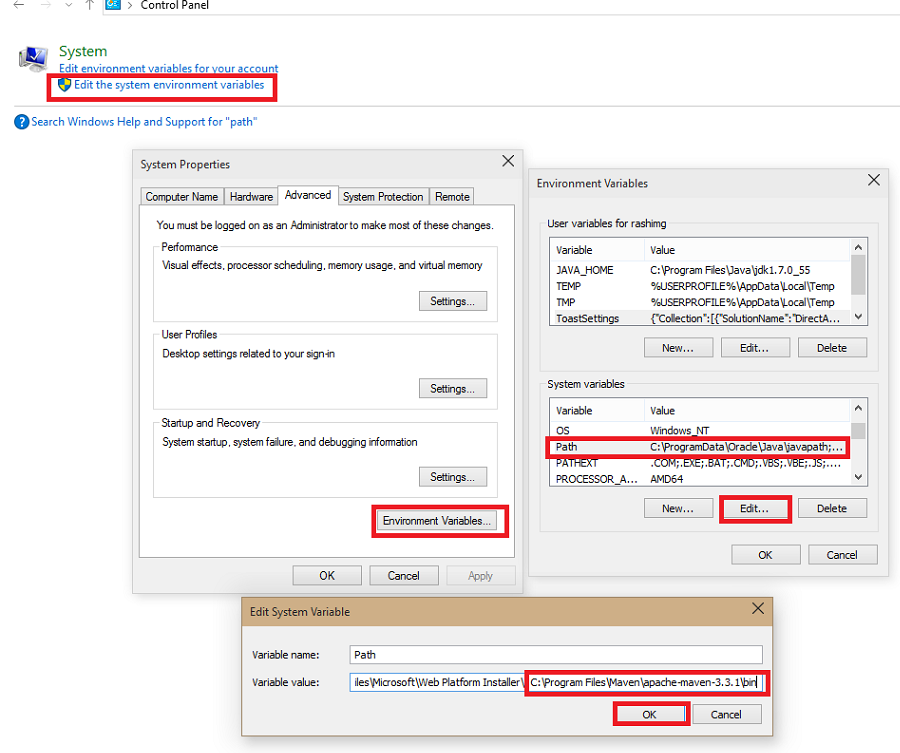 Control Panel
System
Edit environment variables for your account
Edit the system environment variables
Search Windows Help and Support for "path"
System Properties
Computer Name Hardware Advanced System Protection Remote
You must be logged on as an Administrator to make most of these changes.
Performance
Visual effects, processor scheduling, memory usage, and virtual memory
Settings...
User Profiles
Desktop settings related to your sign-in
Settings...
Startup and Recovery
System startup, system failure, and debugging information
Settings...
Environment Variables...
OK Cancel Apply
Environment Variables
User variables for rashimg
Variable Value
JAVA_HOME C:\Program Files\Java\jdk1.7.0_55
TEMP %USERPROFILE%\AppData\Local\Temp
TMP %USERPROFILE%\AppData\Local\Temp
ToastSettings {"Collection":[{"SolutionName":"DirectA...
New... Edit... Delete
System variables
Variable Value
OS Windows_NT
Path C:\ProgramData\Oracle\Java\javapath;...
PATHEXT .COM;.EXE;.BAT;.CMD;.VBS;.VBE;.JS;....
PROCESSOR_A... AMD64
New... Edit... Delete
OK Cancel
Edit System Variable
Variable name: Path
Variable value: iles\Microsoft\Web Platform Installer\ C:\Program Files\Maven\apache-maven-3.3.1\bin
OK Cancel